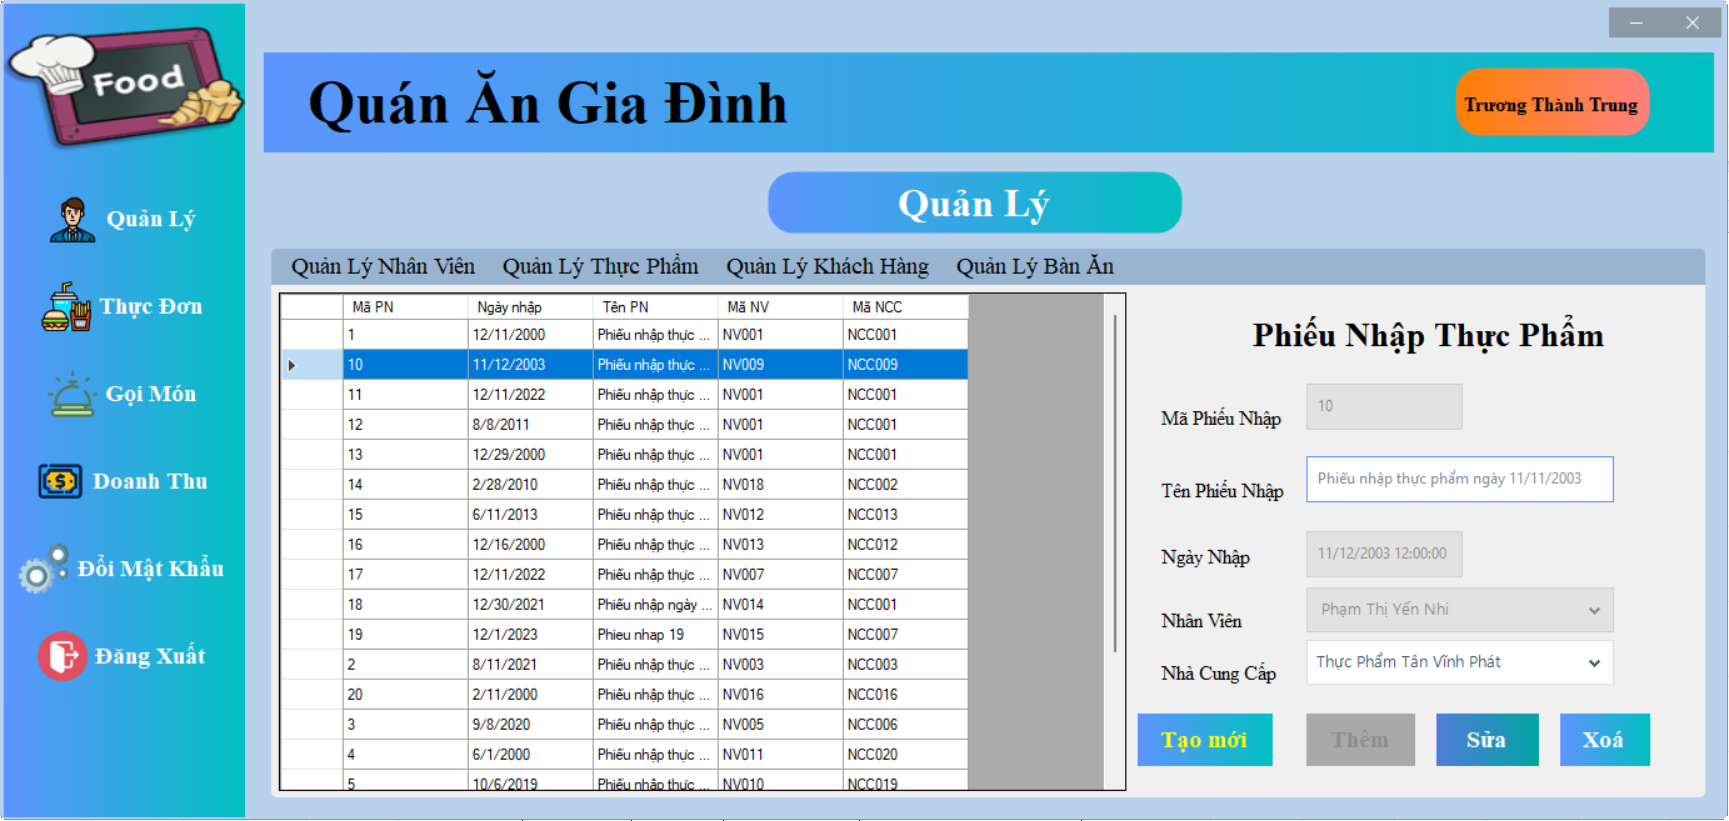 Food
Quán Ăn Gia Đình
Trương Thành Trung
Quản Lý
Thực Đơn
Gọi Món
Doanh Thu
Đổi Mật Khẩu
Đăng Xuất
Quản Lý
Quản Lý Nhân Viên Quản Lý Thực Phẩm Quản Lý Khách Hàng Quản Lý Bàn Ăn
Mã PN Ngày nhập Tên PN Mã NV Mã NCC
1 12/11/2000 Phiếu nhập thực ... NV001 NCC001
10 11/12/2003 Phiếu nhập thực ... NV009 NCC009
11 12/11/2022 Phiếu nhập thực ... NV001 NCC001
12 8/8/2011 Phiếu nhập thực ... NV001 NCC001
13 12/29/2000 Phiếu nhập thực ... NV001 NCC001
14 2/28/2010 Phiếu nhập thực ... NV018 NCC002
15 6/11/2013 Phiếu nhập thực ... NV012 NCC013
16 12/16/2000 Phiếu nhập thực ... NV013 NCC012
17 12/11/2022 Phiếu nhập thực ... NV007 NCC007
18 12/30/2021 Phiếu nhập ngày ... NV014 NCC001
19 12/1/2023 Phieu nhap 19 NV015 NCC007
2 8/11/2021 Phiếu nhập thực ... NV003 NCC003
20 2/11/2000 Phiếu nhập thực ... NV016 NCC016
3 9/8/2020 Phiếu nhập thực ... NV005 NCC006
4 6/1/2000 Phiếu nhập thực ... NV011 NCC020
5 10/6/2019 Phiếu nhập thực ... NV010 NCC019
Phiếu Nhập Thực Phẩm
Mã Phiếu Nhập 10
Tên Phiếu Nhập Phiếu nhập thực phẩm ngày 11/11/2003
Ngày Nhập 11/12/2003 12:00:00
Nhân Viên Phạm Thị Yến Nhi
Nhà Cung Cấp Thực Phẩm Tân Vĩnh Phát
Tạo mới Thêm Sửa Xoá